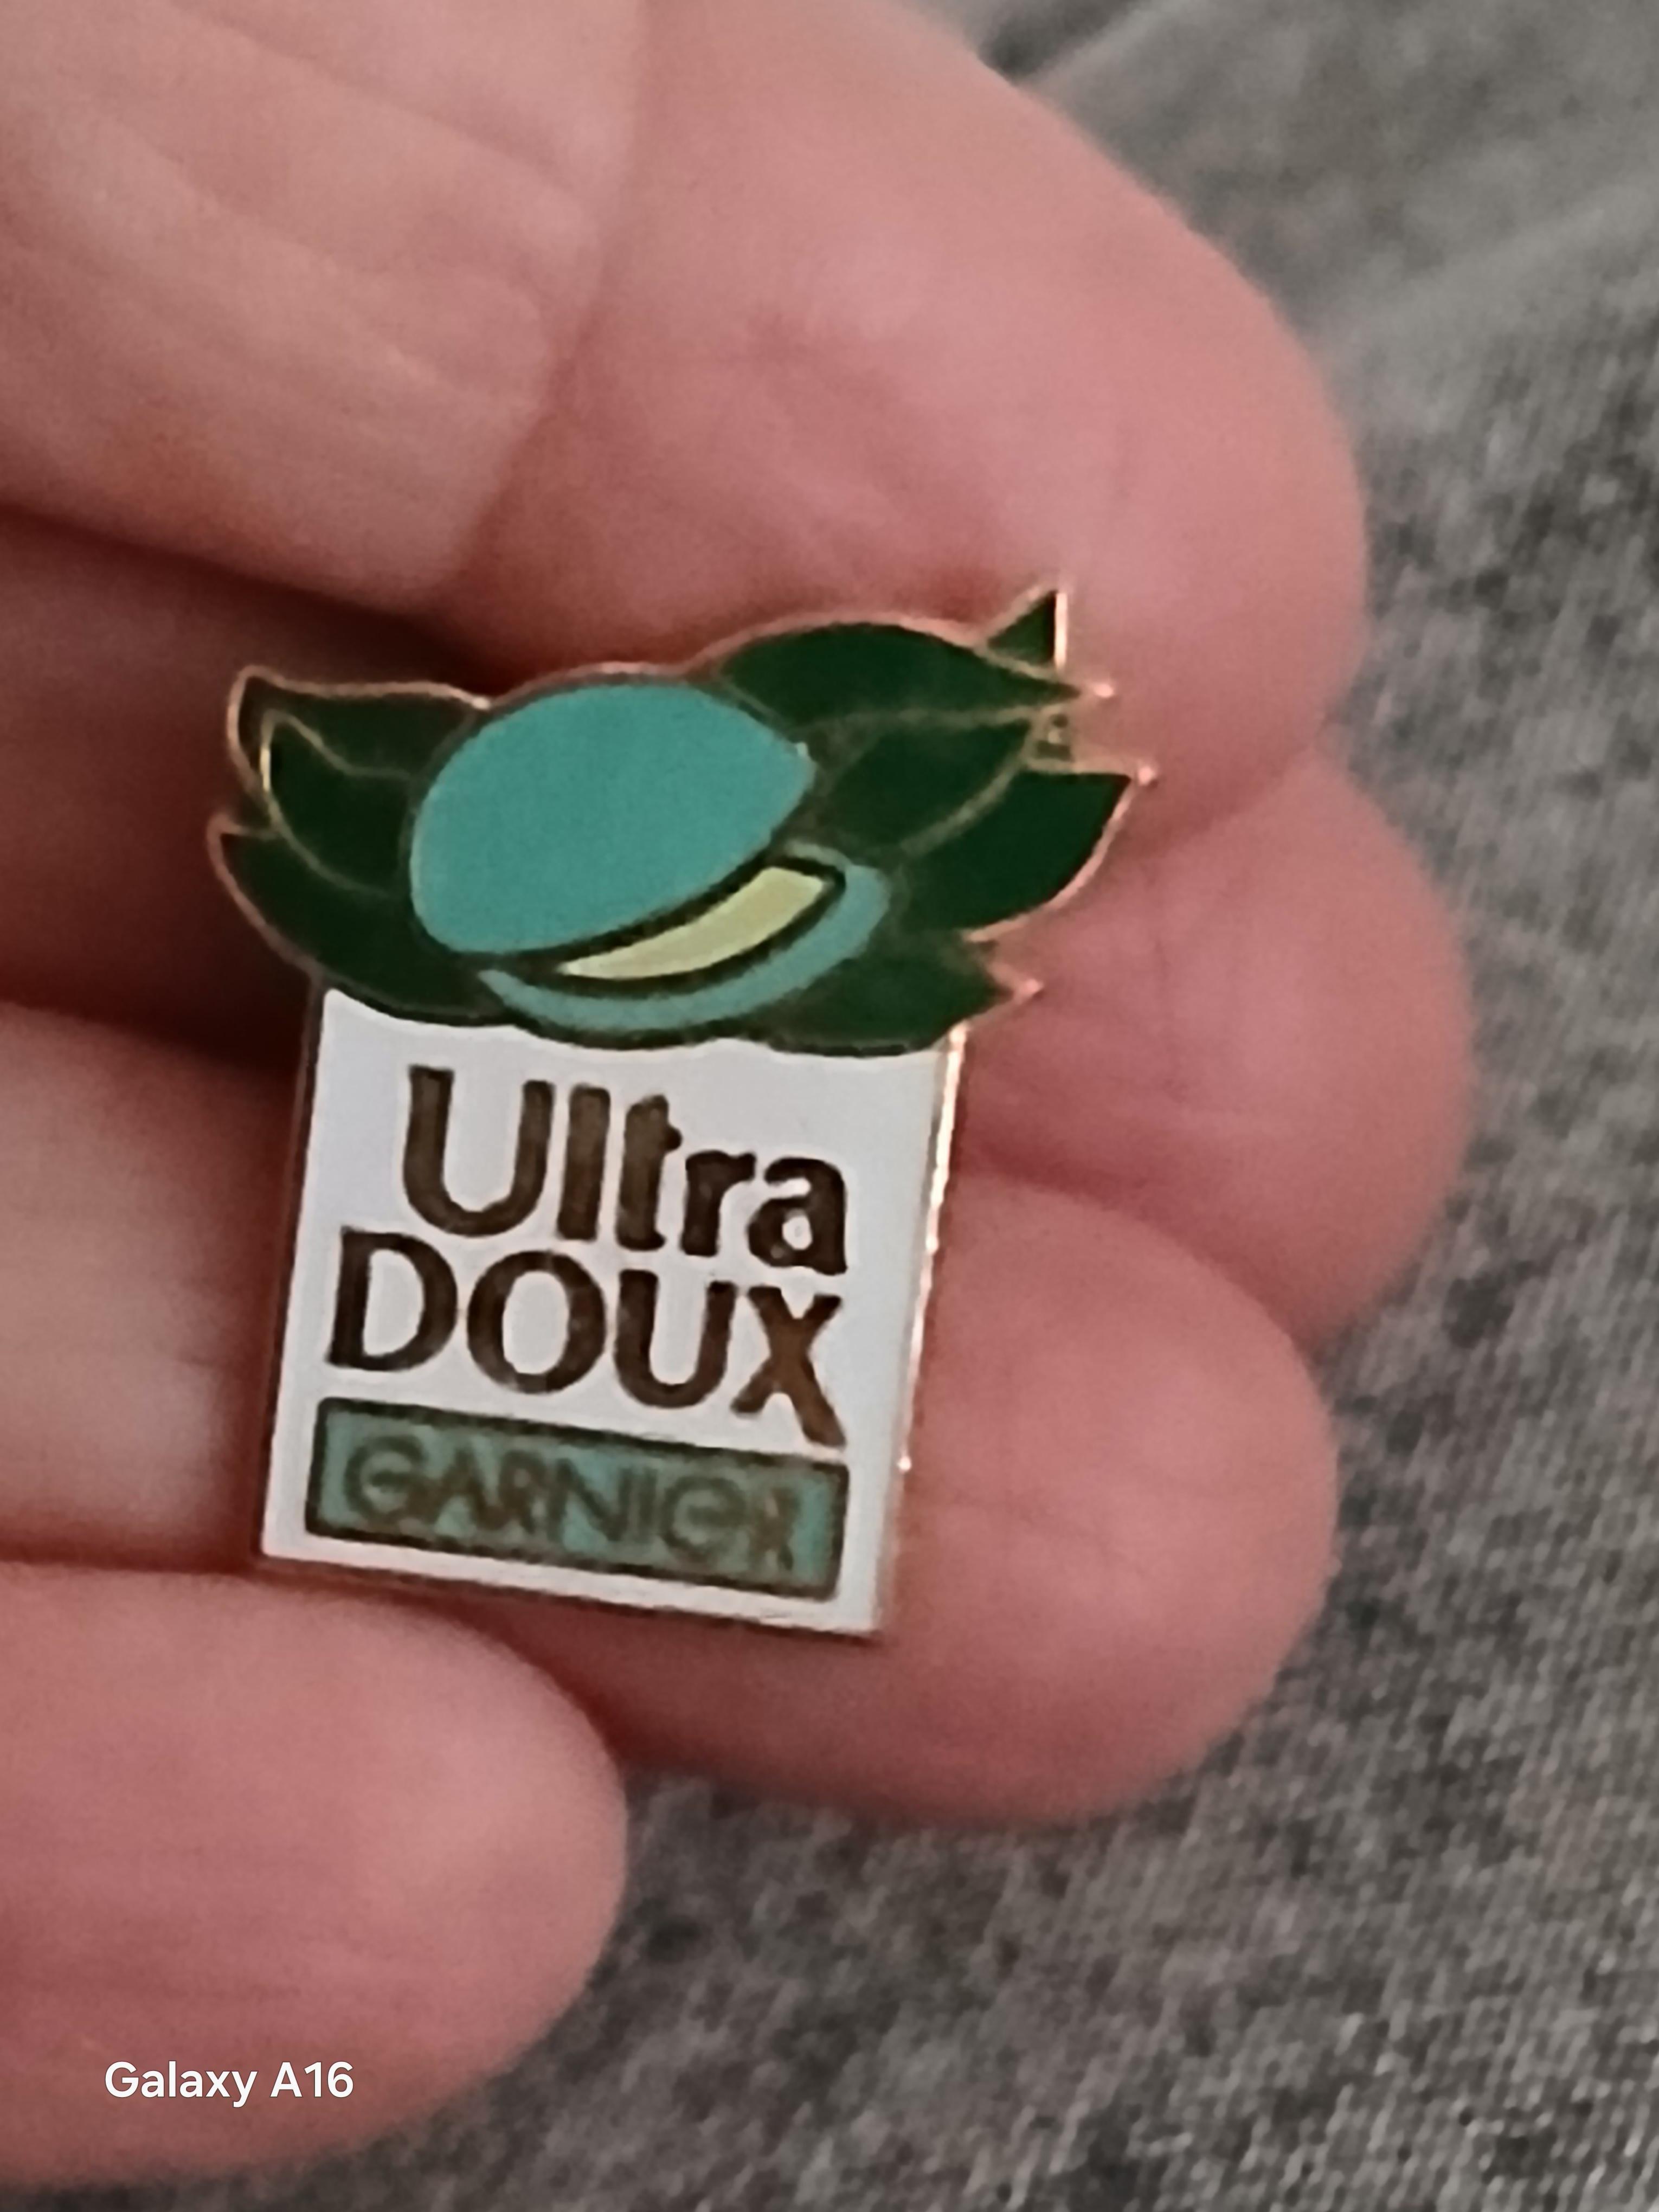 Ultra
DOUX
GARNIER
Galaxy A16